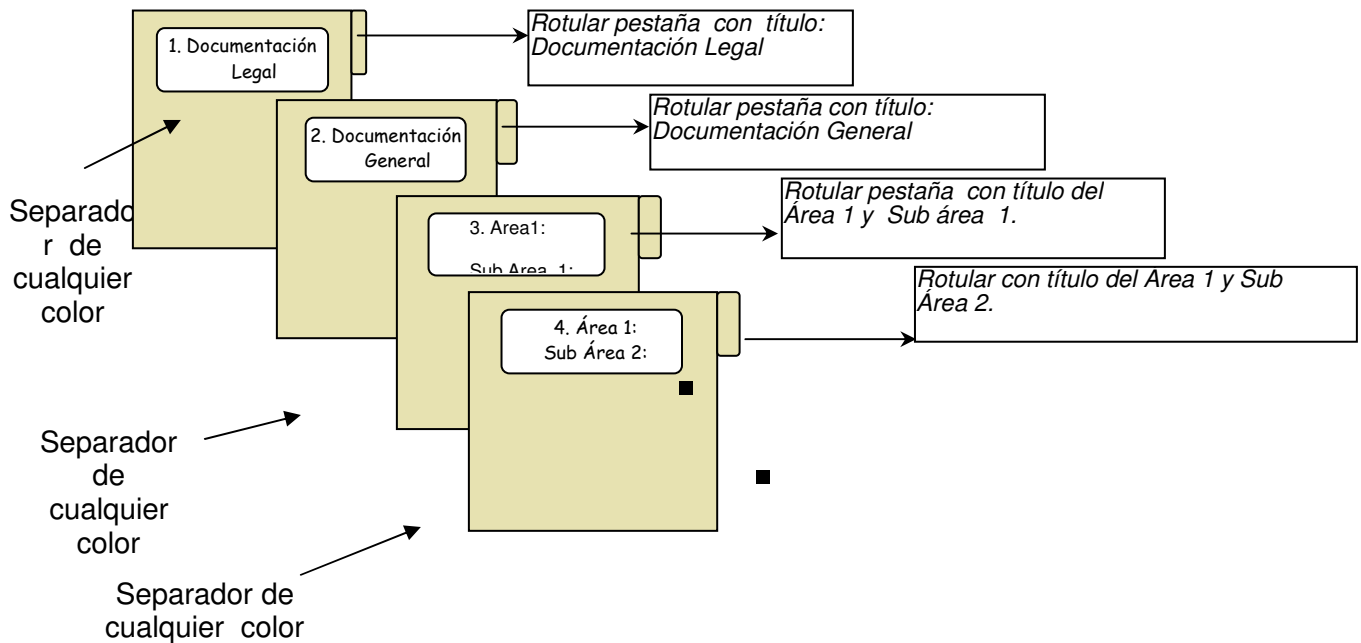 1. Documentación
Legal
Rotular pestaña con título:
Documentación Legal
2. Documentación
General
Rotular pestaña con título:
Documentación General
Separado
r de
cualquier
color
3. Area1:
Sub Area 1:
Rotular pestaña con título del
Área 1 y Sub área 1.
4. Área 1:
Sub Área 2:
Rotular con título del Area 1 y Sub
Área 2.
Separador
de
cualquier
color
Separador de
cualquier color